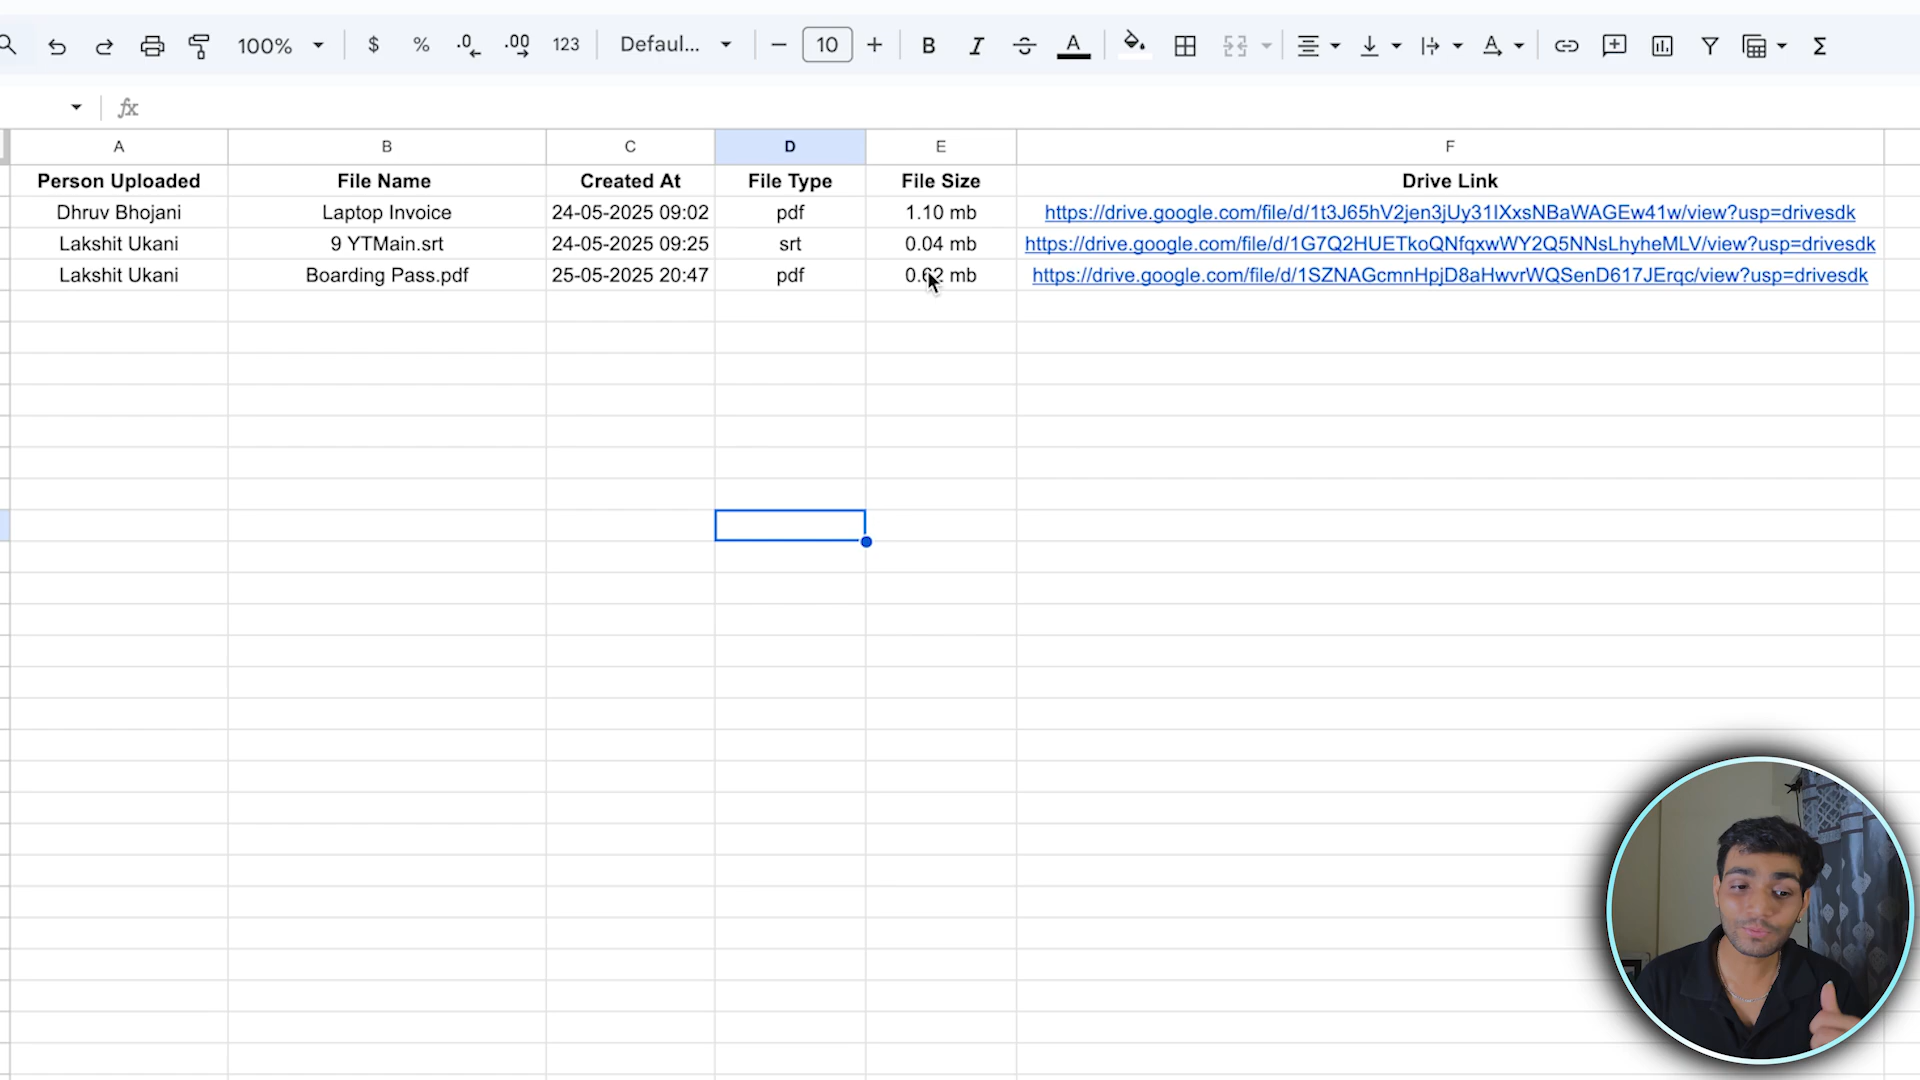 100% $ % .0 .00 123 Defaul... 10 B I A Σ
fx
A B C D E F
Person Uploaded File Name Created At File Type File Size Drive Link
Dhruv Bhojani Laptop Invoice 24-05-2025 09:02 pdf 1.10 mb https://drive.google.com/file/d/1t3J65hV2jen3jUy31IXxsNBaWAGEw41w/view?usp=drivesdk
Lakshit Ukani 9 YTMain.srt 24-05-2025 09:25 srt 0.04 mb https://drive.google.com/file/d/1G7Q2HUETkoQNfqxwWY2Q5NNsLhyheMLV/view?usp=drivesdk
Lakshit Ukani Boarding Pass.pdf 25-05-2025 20:47 pdf 0.62 mb https://drive.google.com/file/d/1SZNAGcmnHpjD8aHwvrWQSenD617JErqc/view?usp=drivesdk